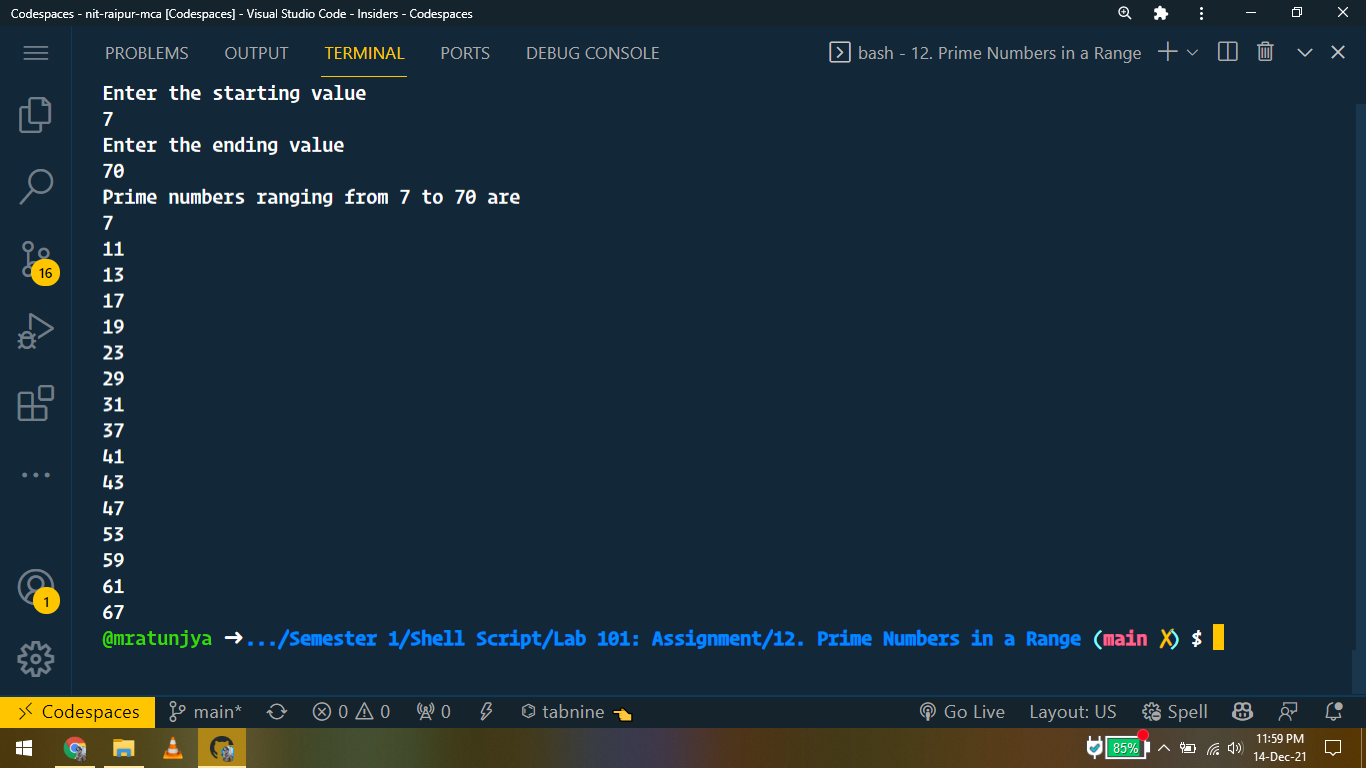 Codespaces - nit-raipur-mca [Codespaces] - Visual Studio Code - Insiders - Codespaces
PROBLEMS OUTPUT TERMINAL PORTS DEBUG CONSOLE bash - 12. Prime Numbers in a Range
Enter the starting value
7
Enter the ending value
70
Prime numbers ranging from 7 to 70 are
7
11
13
17
19
23
29
31
37
41
43
47
53
59
61
67
@mratunjya ➜.../Semester 1/Shell Script/Lab 101: Assignment/12. Prime Numbers in a Range (main ✗) $
16
1
Codespaces main* 0 0 0 tabnine Go Live Layout: US Spell
85% 11:59 PM
14-Dec-21